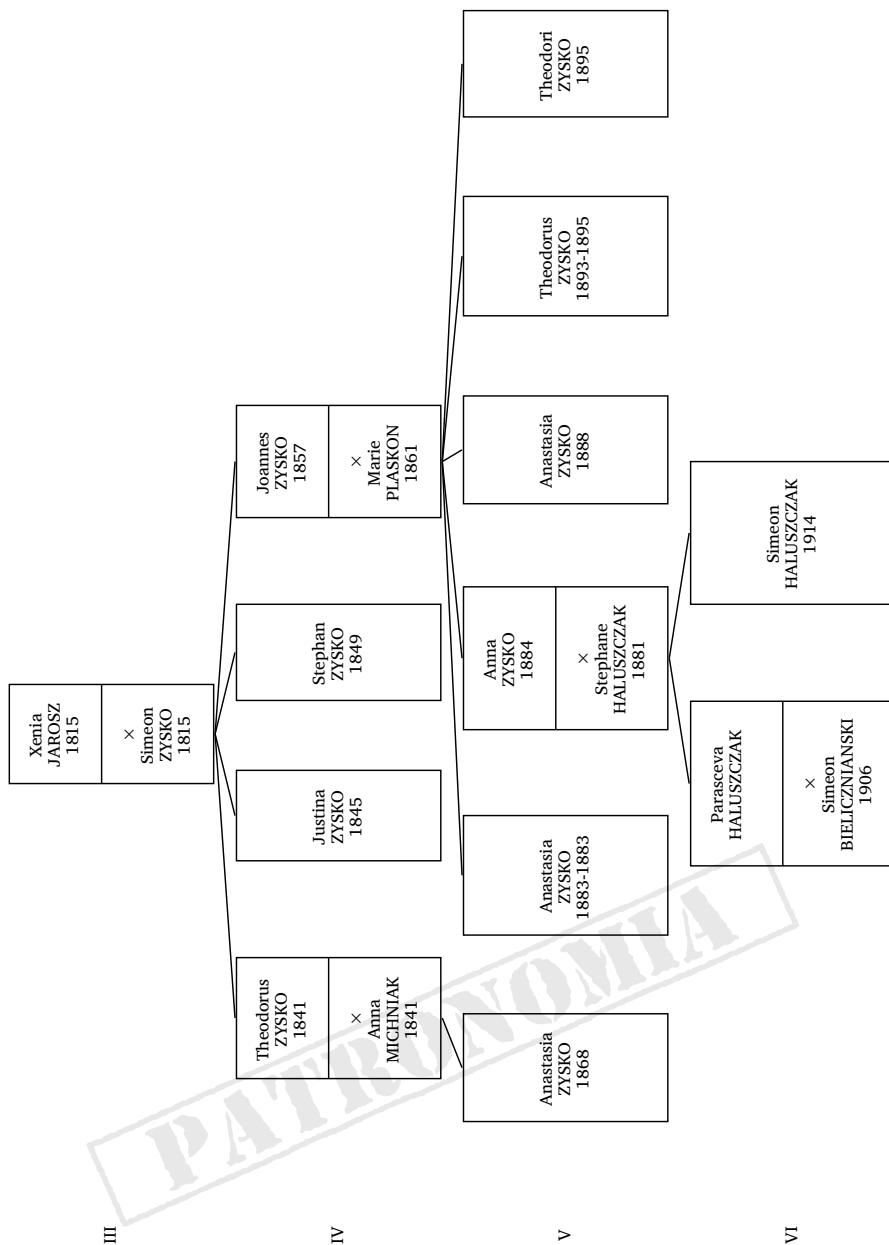 III
Xenia
JAROSZ
1815
×
Simeon
ZYSKO
1815
IV
Theodorus
ZYSKO
1841
×
Anna
MICHNIAK
1841
Justina
ZYSKO
1845
Stephan
ZYSKO
1849
Joannes
ZYSKO
1857
×
Marie
PLASKON
1861
V
Anastasia
ZYSKO
1868
Anastasia
ZYSKO
1883-1883
Anna
ZYSKO
1884
×
Stephane
HALUSZCZAK
1881
Anastasia
ZYSKO
1888
Theodorus
ZYSKO
1893-1895
Theodori
ZYSKO
1895
VI
Parasceva
HALUSZCZAK
×
Simeon
BIELICZNIANSKI
1906
Simeon
HALUSZCZAK
1914
PATRONOMIA